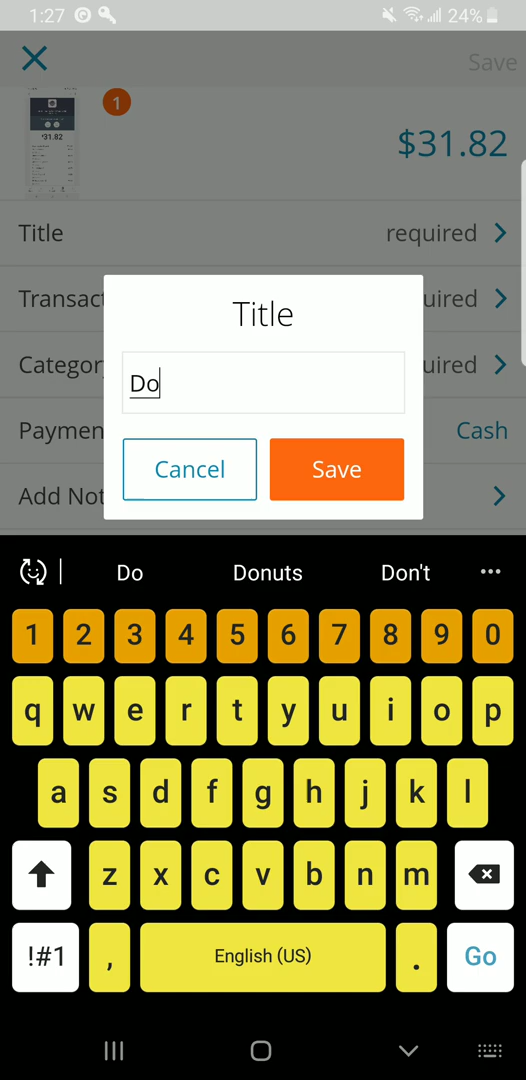 1:27 24%
Save
1
$31.82
$31.82
Title required
Transact uired
Category uired
Paymen Cash
Add Not
Title
Do
Cancel Save
Do Donuts Don't ...
1 2 3 4 5 6 7 8 9 0
q w e r t y u i o p
a s d f g h j k l
z x c v b n m
!#1 , English (US) . Go